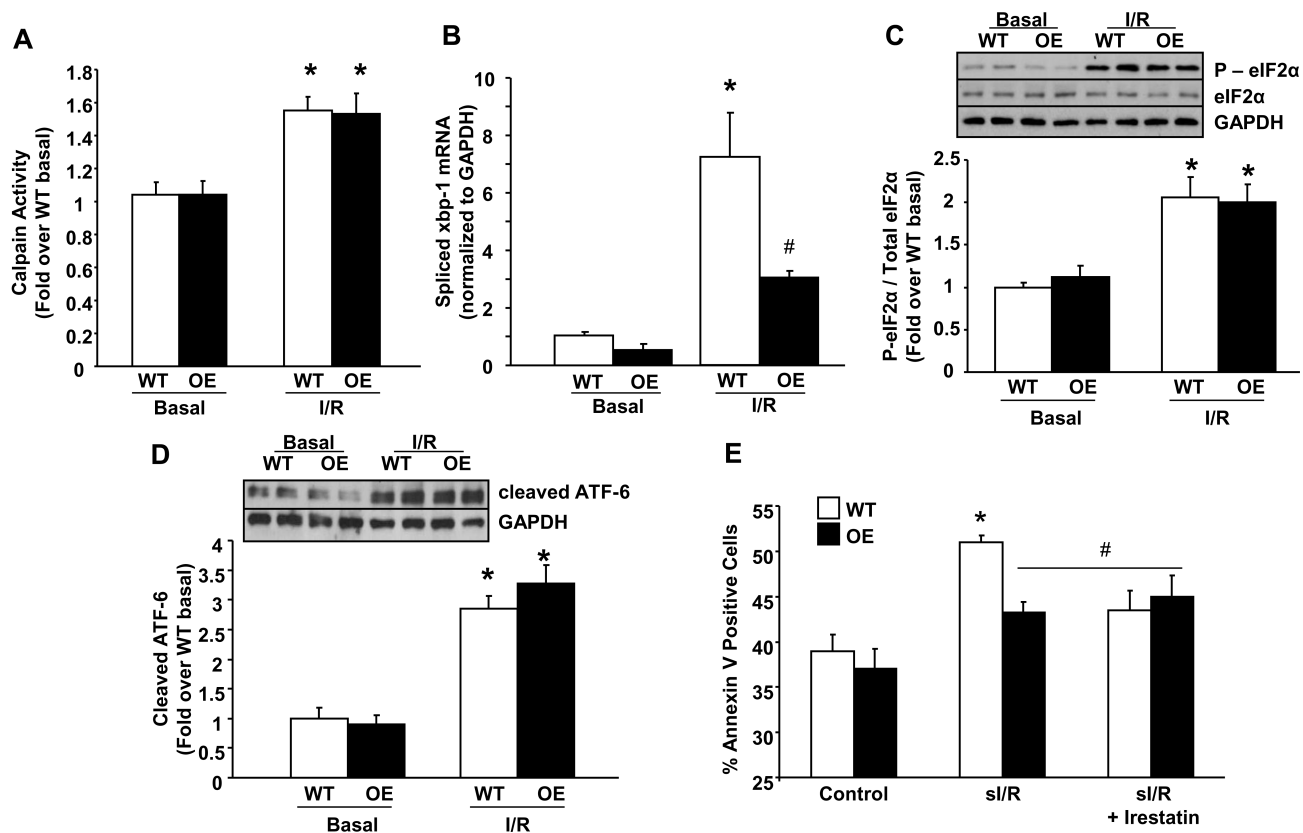 A
Calpain Activity
(Fold over WT basal)
1.8
1.6
1.4
1.2
1
0.8
0.6
0.4
0.2
0
* *
WT OE WT OE
Basal I/R
B
Spliced xbp-1 mRNA
(normalized to GAPDH)
10
8
6
4
2
0
*
#
WT OE WT OE
Basal I/R
C
Basal I/R
WT OE WT OE
P – eIF2α
eIF2α
GAPDH
P-eIF2α / Total eIF2α
(Fold over WT basal)
2.5
2
1.5
1
0.5
0
* *
WT OE WT OE
Basal I/R
D
Basal I/R
WT OE WT OE
cleaved ATF-6
GAPDH
Cleaved ATF-6
(Fold over WT basal)
4
3.5
3
2.5
2
1.5
1
0.5
0
* *
WT OE WT OE
Basal I/R
E
% Annexin V Positive Cells
55
50
45
40
35
30
25
WT
OE
*
#
Control sI/R sI/R
+ Irestatin